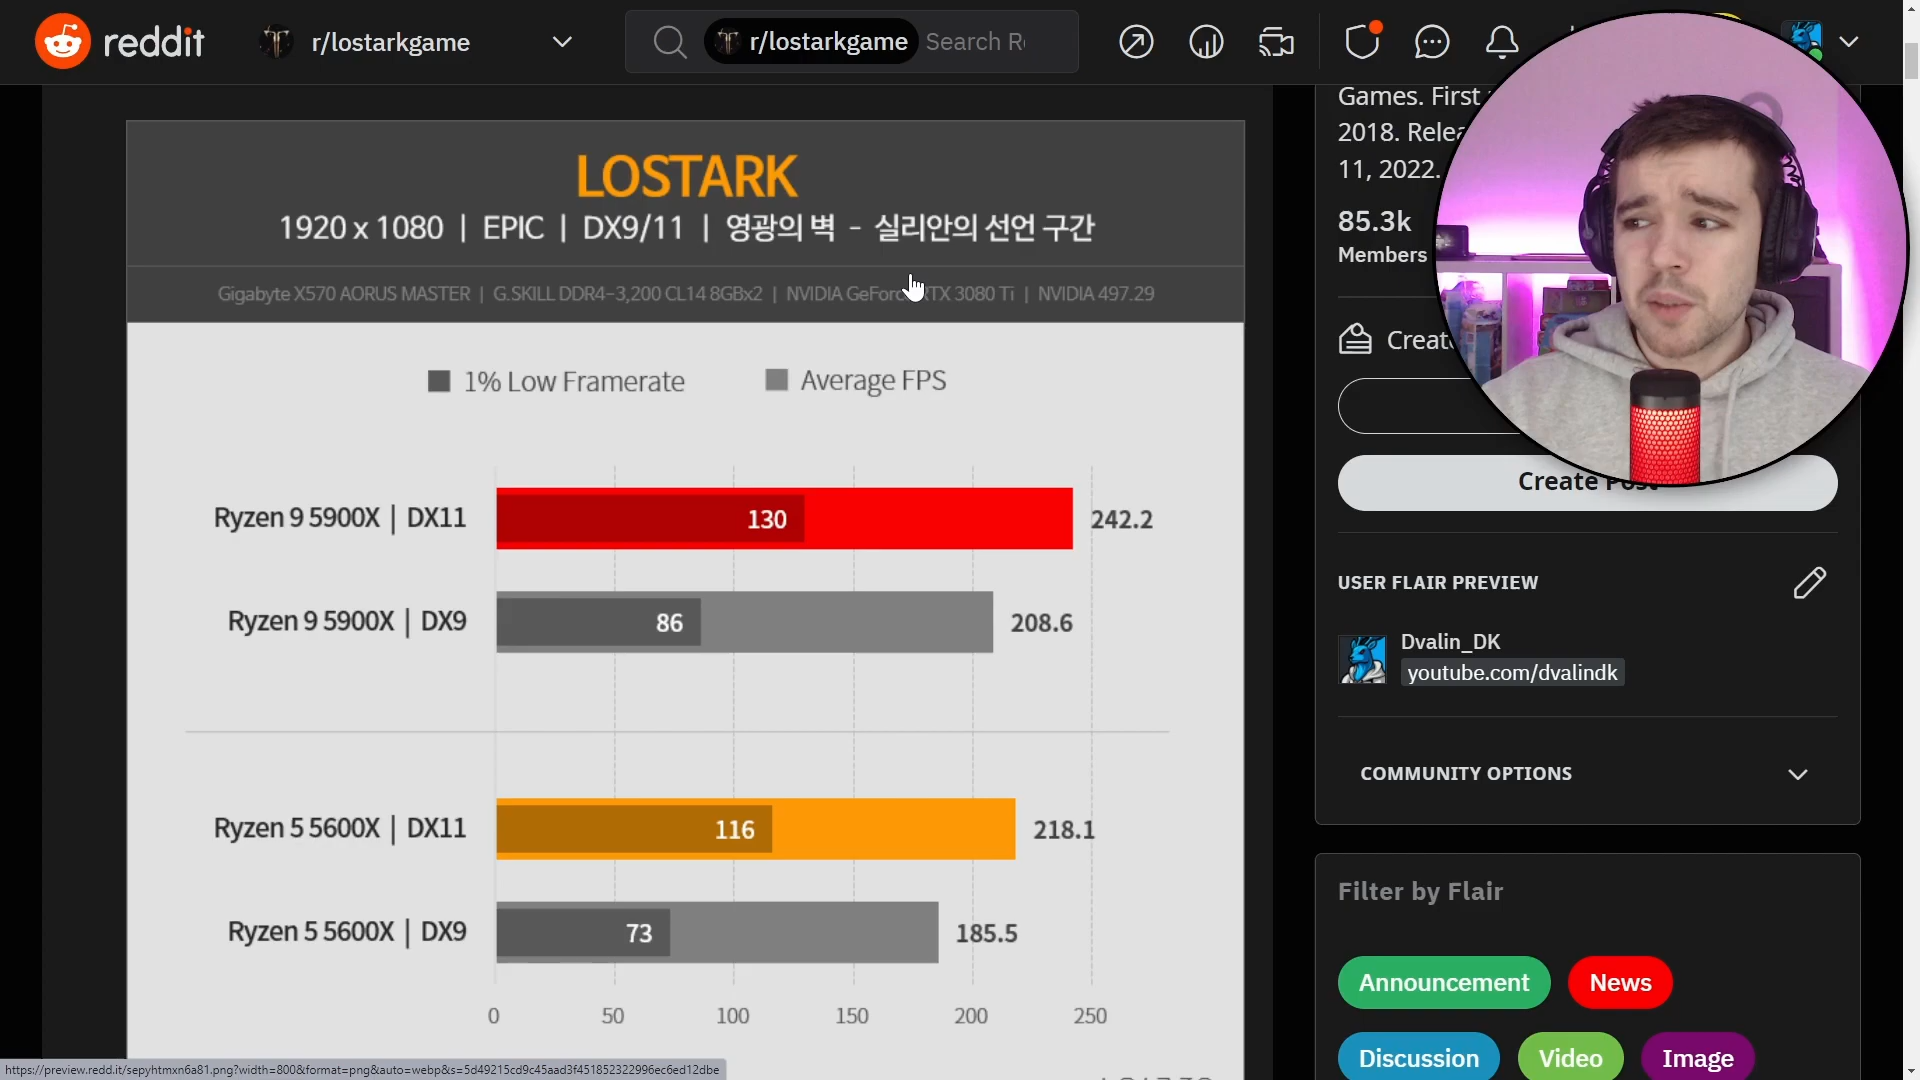 reddit
r/lostarkgame
r/lostarkgame
Games. First
2018.
11, 2022.
85.3k
Members
LOSTARK
1920 x 1080 | EPIC | DX9/11 | 영광의 벽 - 실리안의 선언 구간
Gigabyte X570 AORUS MASTER | G.SKILL DDR4-3,200 CL14 8GBx2 | NVIDIA 3080 Ti | NVIDIA 497.29
1% Low Framerate
Average FPS
Ryzen 9 5900X | DX11
130
242.2
Ryzen 9 5900X | DX9
86
208.6
Ryzen 5 5600X | DX11
116
218.1
Ryzen 5 5600X | DX9
73
185.5
0 50 100 150 200 250
Create Post
USER FLAIR PREVIEW
Dvalin_DK
youtube.com/dvalindk
COMMUNITY OPTIONS
Filter by Flair
Announcement
News
Discussion
Video
Image
https://preview.redd.it/sepyhtmxn6a81.png?width=800&format=png&auto=webp&s=5d49215cd9c45aad3f451852322996ec6ed12dbe